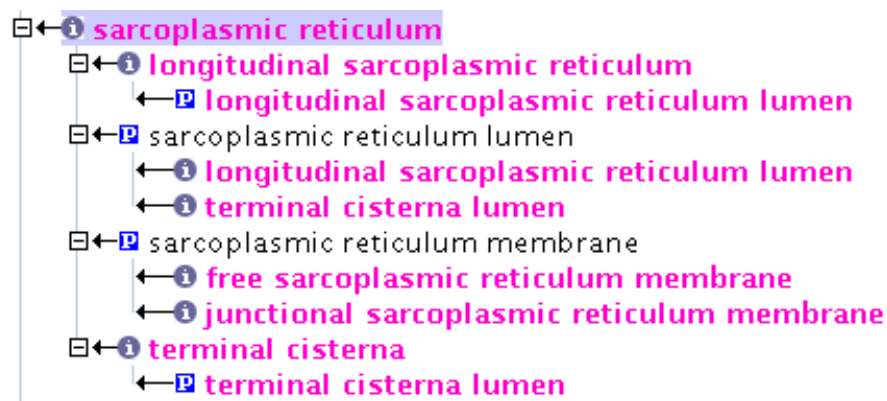 i sarcoplasmic reticulum
i longitudinal sarcoplasmic reticulum
P longitudinal sarcoplasmic reticulum lumen
P sarcoplasmic reticulum lumen
i longitudinal sarcoplasmic reticulum lumen
i terminal cisterna lumen
P sarcoplasmic reticulum membrane
i free sarcoplasmic reticulum membrane
i junctional sarcoplasmic reticulum membrane
i terminal cisterna
P terminal cisterna lumen